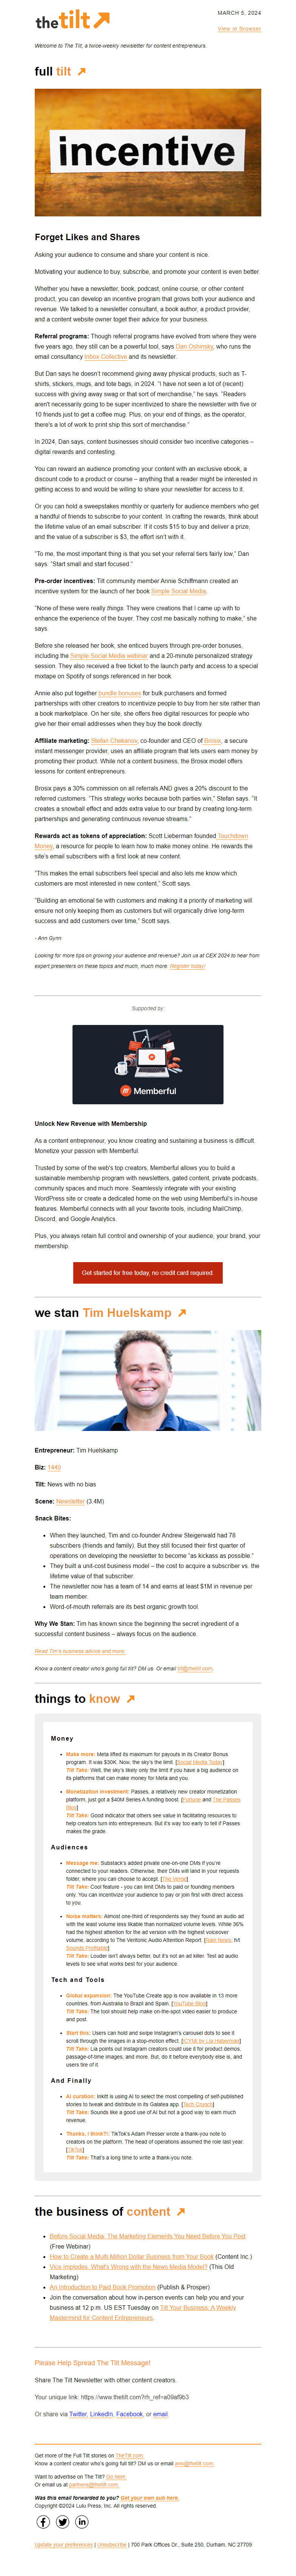 the tilt
MARCH 5, 2024
View in Browser
Welcome to The Tilt, a twice-weekly newsletter for content entrepreneurs.
full tilt
incentive
Forget Likes and Shares
Asking your audience to consume and share your content is nice.
Motivating your audience to buy, subscribe, and promote your content is even better.
Whether you have a newsletter, book, podcast, online course, or other content
product, you can develop an incentive program that grows both your audience and
revenue. We talked to a newsletter consultant, a book author, a product provider,
and a content website owner to get their advice for your business.
Referral programs: Though referral programs have evolved from where they were
five years ago, they still can be a powerful tool, says Dan Oshinsky, who runs the
email consultancy Inbox Collective and its newsletter.
But Dan says he doesn't recommend giving away physical products, such as T-
shirts, stickers, mugs, and tote bags, in 2024. "I have not seen a lot of (recent)
success with giving away swag or that sort of merchandise," he says. "Readers
aren't necessarily going to be super incentivized to share the newsletter with five or
10 friends just to get a coffee mug. Plus, on your end of things, as the operator,
there's a lot of work to print ship this sort of merchandise."
In 2024, Dan says, content businesses should consider two incentive categories –
digital rewards and contesting.
You can reward an audience promoting your content with an exclusive ebook, a
discount code to a product or course – anything that a reader might be interested in
getting access to and would be willing to share your newsletter for access to it.
Or you can hold a sweepstakes monthly or quarterly for audience members who get
a handful of friends to subscribe to your content. In crafting the rewards, think about
the lifetime value of an email subscriber. If it costs $15 to buy and deliver a prize,
and the value of a subscriber is $3, the effort isn't with it.
"To me, the most important thing is that you set your referral tiers fairly low," Dan
says. "Start small and start focused."
Pre-order incentives: Tilt community member Annie Schiffmann created an
incentive system for the launch of her book Simple Social Media.
"None of these were really things. They were creations that I came up with to
enhance the experience of the buyer. They cost me basically nothing to make," she
says.
Before she released her book, she enticed buyers through pre-order bonuses,
including the Simple Social Media webinar and a 20-minute personalized strategy
session. They also received a free ticket to the launch party and access to a special
mixtape on Spotify of songs referenced in her book.
Annie also put together bundle bonuses for bulk purchasers and formed
partnerships with other creators to incentivize people to buy from her site rather than
a book marketplace. On her site, she offers free digital resources for people who
give her their email addresses when they buy the book directly.
Affiliate marketing: Stefan Chekanov, co-founder and CEO of Brosix, a secure
instant messenger provider, uses an affiliate program that lets users earn money by
promoting their product. While not a content business, the Brosix model offers
lessons for content entrepreneurs.
Brosix pays a 30% commission on all referrals AND gives a 20% discount to the
referred customers. "This strategy works because both parties win," Stefan says. "It
creates a snowball effect and adds extra value to our brand by creating long-term
partnerships and generating continuous revenue streams."
Rewards act as tokens of appreciation: Scott Lieberman founded Touchdown
Money, a resource for people to learn how to make money online. He rewards the
site's email subscribers with a first look at new content.
"This makes the email subscribers feel special and also lets me know which
customers are most interested in new content," Scott says.
"Building an emotional tie with customers and making it a priority of marketing will
ensure not only keeping them as customers but will organically drive long-term
success and add customers over time," Scott says.
- Ann Gynn
Looking for more tips on growing your audience and revenue? Join us at CEX 2024 to hear from
expert presenters on these topics and much, much more. Register today!
Supported by:
Memberful
Unlock New Revenue with Membership
As a content entrepreneur, you know creating and sustaining a business is difficult.
Monetize your passion with Memberful.
Trusted by some of the web's top creators, Memberful allows you to build a
sustainable membership program with newsletters, gated content, private podcasts,
community spaces and much more. Seamlessly integrate with your existing
WordPress site or create a dedicated home on the web using Memberful's in-house
features. Memberful connects with all your favorite tools, including MailChimp,
Discord, and Google Analytics.
Plus, you always retain full control and ownership of your audience, your brand, your
membership.
Get started for free today, no credit card required.
we stan Tim Huelskamp
Entrepreneur: Tim Huelskamp
Biz: 1440
Tilt: News with no bias
Scene: Newsletter (3.4M)
Snack Bites:
• When they launched, Tim and co-founder Andrew Steigerwald had 78
subscribers (friends and family). But they still focused their first quarter of
operations on developing the newsletter to become "as kickass as possible."
• They built a unit-cost business model – the cost to acquire a subscriber vs. the
lifetime value of that subscriber.
• The newsletter now has a team of 14 and earns at least $1M in revenue per
team member.
• Word-of-mouth referrals are its best organic growth tool.
Why We Stan: Tim has known since the beginning the secret ingredient of a
successful content business – always focus on the audience.
Read Tim's business advice and more.
Know a content creator who's going full tilt? DM us. Or email tilt@thetilt.com.
things to know
Money
• Make more: Meta lifted its maximum for payouts in its Creator Bonus
program. It was $30K. Now, the sky's the limit. [Social Media Today]
Tilt Take: Well, the sky's likely only the limit if you have a big audience on
its platforms that can make money for Meta and you.
• Monetization investment: Passes, a relatively new creator monetization
platform, just got a $40M Series A funding boost. [Fortune and The Passes
Blog]
Tilt Take: Good indicator that others see value in facilitating resources to
help creators turn into entrepreneurs. But it's way too early to tell if Passes
makes the grade.
Audiences
• Message me: Substack's added private one-on-one DMs if you're
connected to your readers. Otherwise, their DMs will land in your requests
folder, where you can choose to accept. [The Verge]
Tilt Take: Cool feature - you can limit DMs to paid or founding members
only. You can incentivize your audience to pay or join first with direct access
to you.
• Noise matters: Almost one-third of respondents say they found an audio ad
with the least volume levels likable than normalized volume levels. While 36%
had the highest attention for the ad version with the highest voiceover
volume, according to The Veritonic Audio Attention Report. [Rain News; h/t
Sounds Profitable]
Tilt Take: Louder isn't always better, but it's not an ad killer. Test ad audio
levels to see what works best for your audience.
Tech and Tools
• Global expansion: The YouTube Create app is now available in 13 more
countries, from Australia to Brazil and Spain. [YouTube Blog]
Tilt Take: The tool should help make on-the-spot video easier to produce
and post.
• Start this: Users can hold and swipe Instagram's carousel dots to see it
scroll through the images in a stop-motion effect. [ICYMI by Lia Haberman]
Tilt Take: Lia points out Instagram creators could use it for product demos,
passage-of-time images, and more. But, do it before everybody else is, and
users tire of it.
And Finally
• AI curation: Inkitt is using AI to select the most compelling of self-published
stories to tweak and distribute in its Galatea app. [Tech Crunch]
Tilt Take: Sounds like a good use of AI but not a good way to earn much
revenue.
• Thanks, I think?!: TikTok's Adam Presser wrote a thank-you note to
creators on the platform. The head of operations assumed the role last year.
[TikTok]
Tilt Take: That's a long time to write a thank-you note.
the business of content
• Before Social Media: The Marketing Elements You Need Before You Post
(Free Webinar)
• How to Create a Multi-Million Dollar Business from Your Book (Content Inc.)
• Vice Implodes. What's Wrong with the News Media Model? (This Old
Marketing)
• An Introduction to Paid Book Promotion (Publish & Prosper)
• Join the conversation about how in-person events can help you and your
business at 12 p.m. US EST Tuesday on Tilt Your Business: A Weekly
Mastermind for Content Entrepreneurs.
Please Help Spread The Tilt Message!
Share The Tilt Newsletter with other content creators.
Your unique link: https://www.thetilt.com?rh_ref=a09af9b3
Or share via Twitter, LinkedIn, Facebook, or email.
Get more of the Full Tilt stories on TheTilt.com.
Know a content creator who's going full tilt? DM us or email ann@thetilt.com.
Want to advertise on The Tilt? Go here.
Or email us at partners@thetilt.com.
Was this email forwarded to you? Get your own sub here.
Copyright ©2024 Lulu Press, Inc. All rights reserved.
Update your preferences | Unsubscribe | 700 Park Offices Dr., Suite 250, Durham, NC 27709